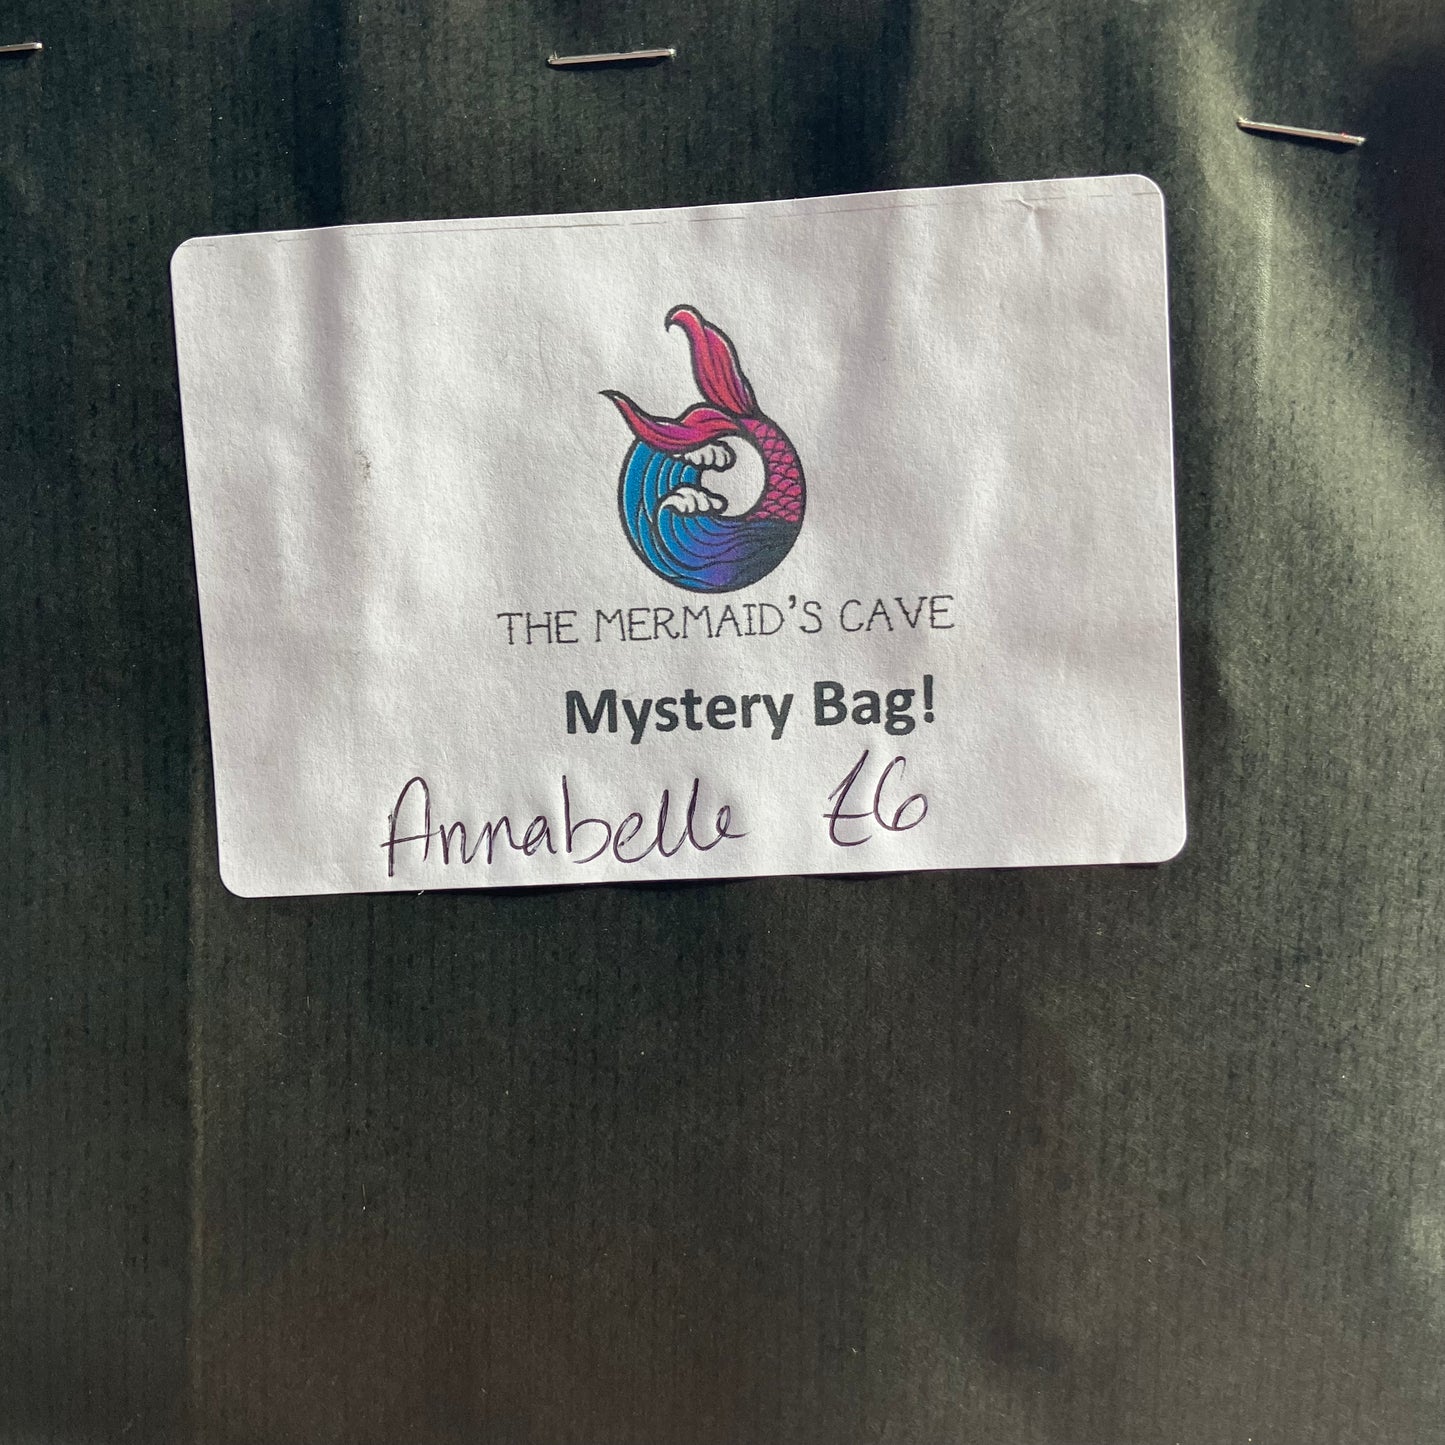 THE MERMAID'S CAVE
Mystery Bag!
Annabelle £6